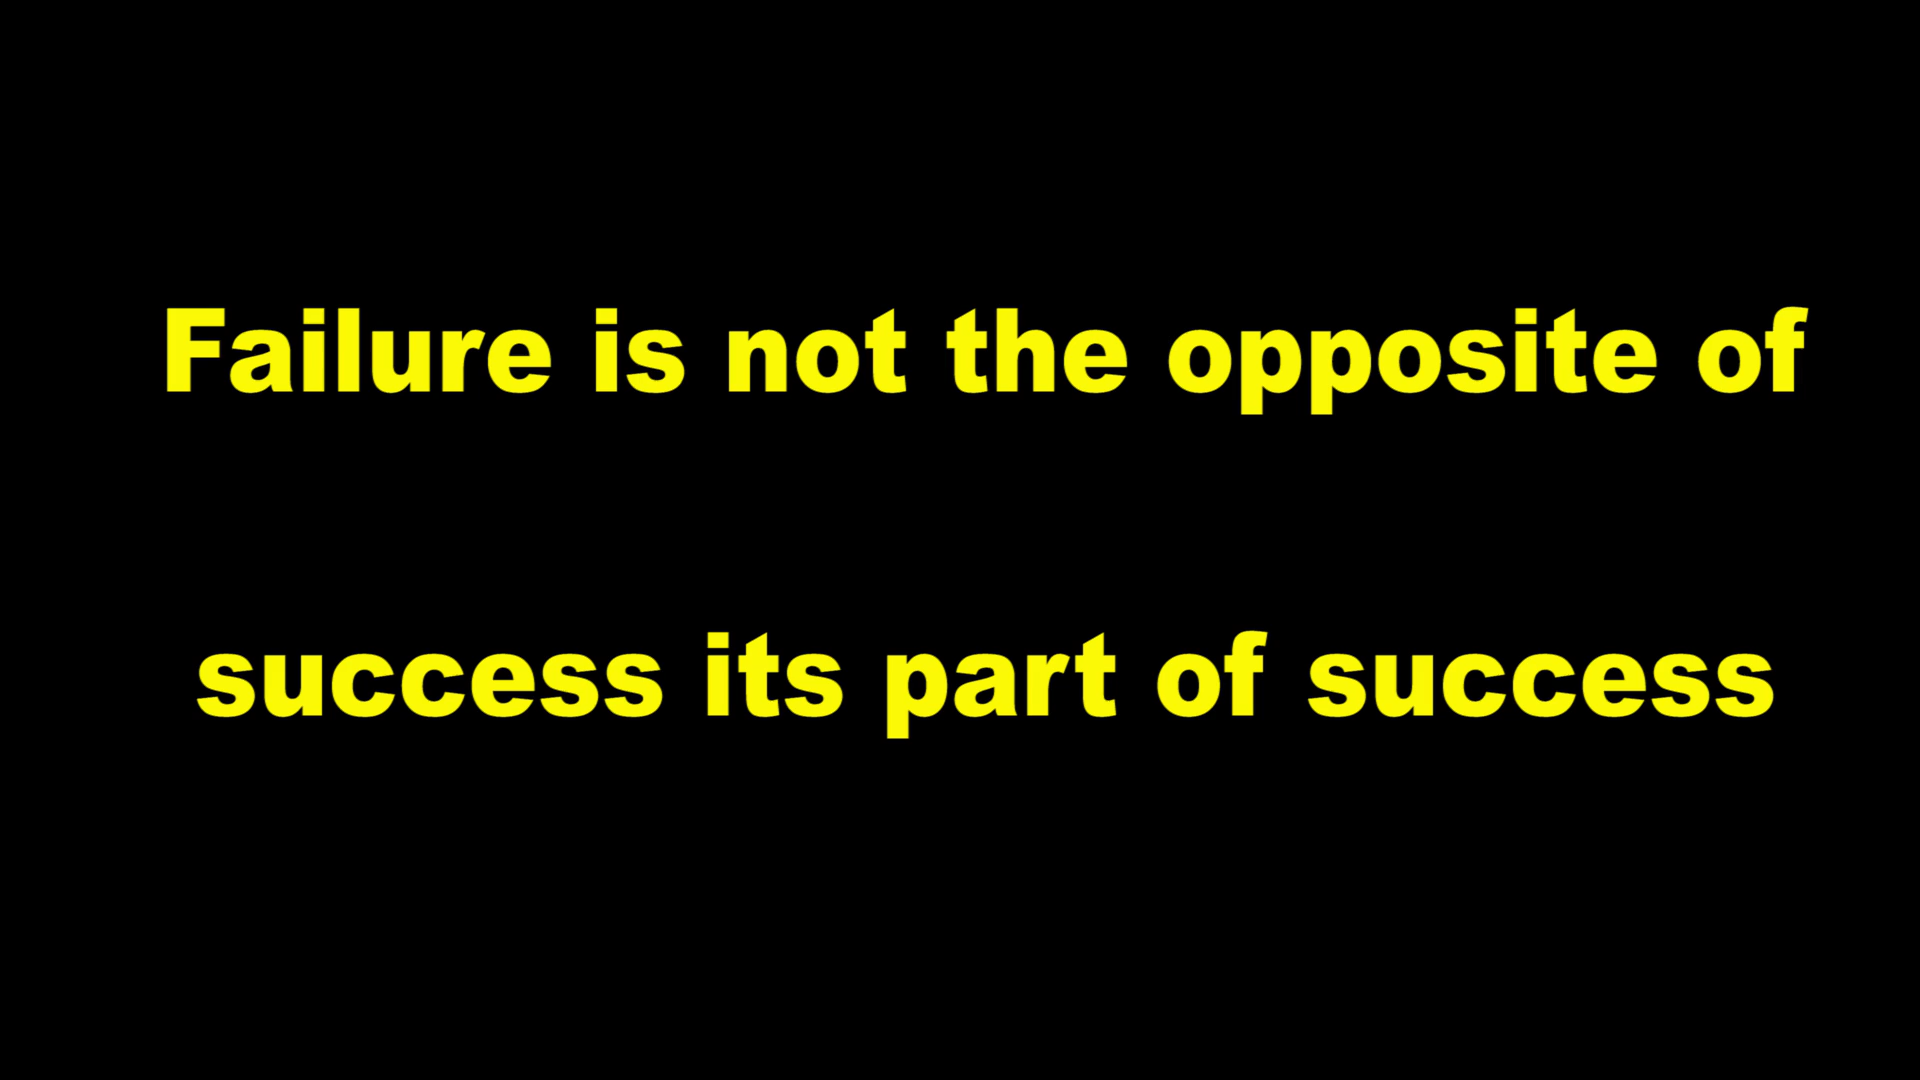 Failure is not the opposite of
success its part of success